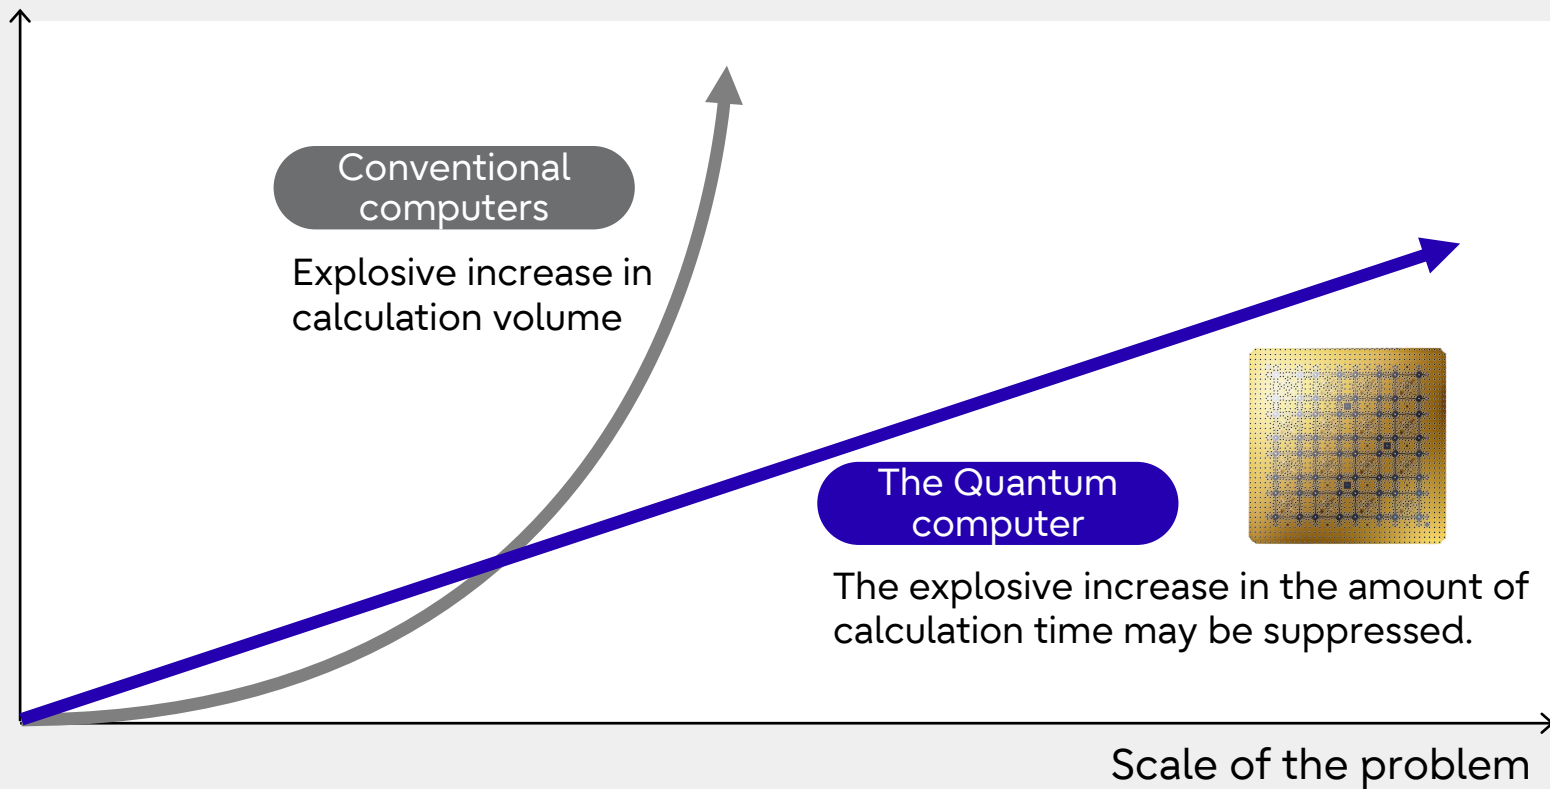 Conventional
computers
Explosive increase in
calculation volume
The Quantum
computer
The explosive increase in the amount of
calculation time may be suppressed.
Scale of the problem